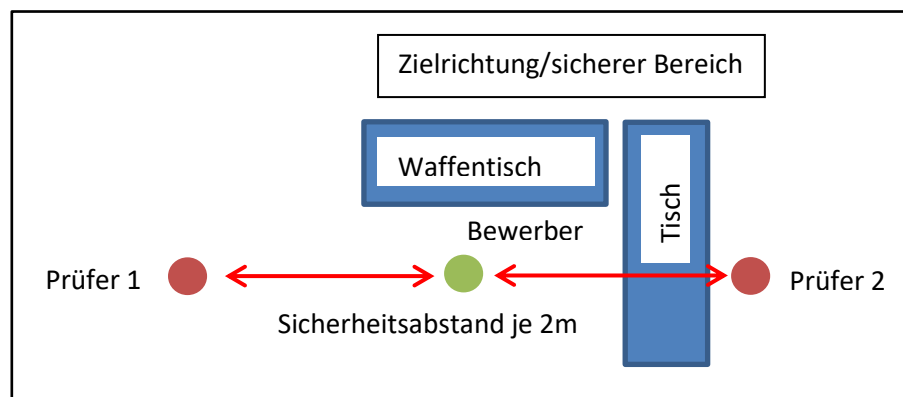 Zielrichtung/sicherer Bereich
Waffentisch
Tisch
Bewerber
Prüfer 1
Prüfer 2
Sicherheitsabstand je 2m